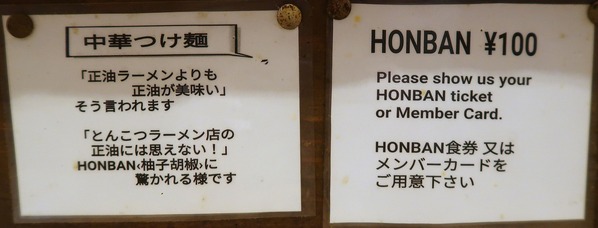 中華つけ麺
「正油ラーメンよりも
正油が美味い」
そう言われます
「とんこつラーメン店の
正油には思えない！」
HONBAN‹柚子胡椒›に
驚かれる様です
HONBAN ¥100
Please show us your
HONBAN ticket
or Member Card.
HONBAN食券 又は
メンバーカードを
ご用意下さい